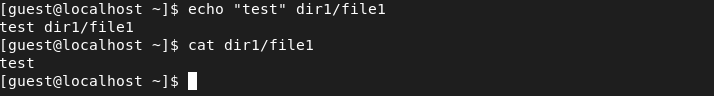 [guest@localhost ~]$ echo "test" dir1/file1
test dir1/file1
[guest@localhost ~]$ cat dir1/file1
test
[guest@localhost ~]$